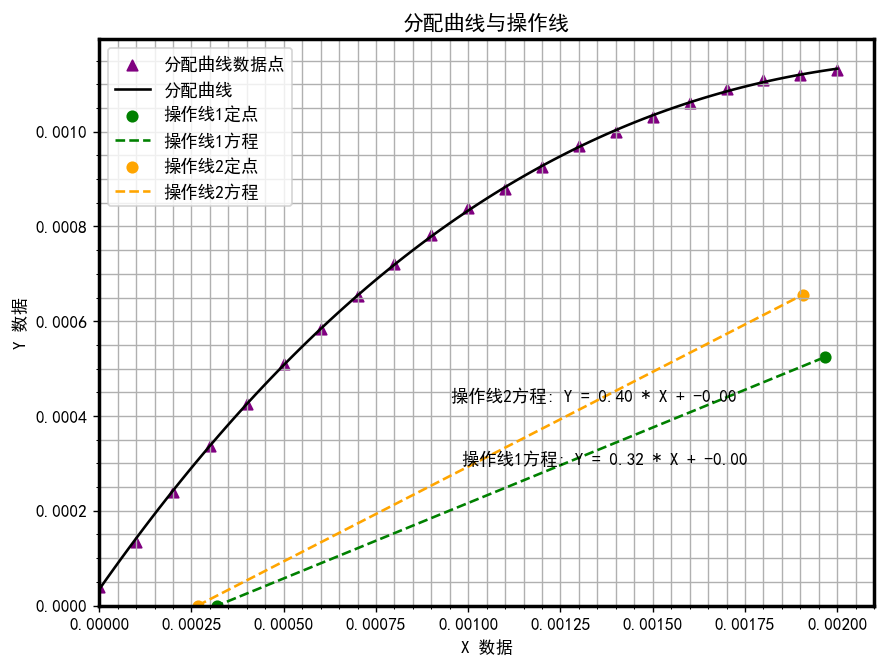 分配曲线与操作线
分配曲线数据点
分配曲线
操作线1定点
操作线1方程
操作线2定点
操作线2方程
Y 数据
0.0010
0.0008
0.0006
0.0004
0.0002
0.0000
操作线2方程: Y = 0.40 * X + -0.00
操作线1方程: Y = 0.32 * X + -0.00
0.00000 0.00025 0.00050 0.00075 0.00100 0.00125 0.00150 0.00175 0.00200
X 数据